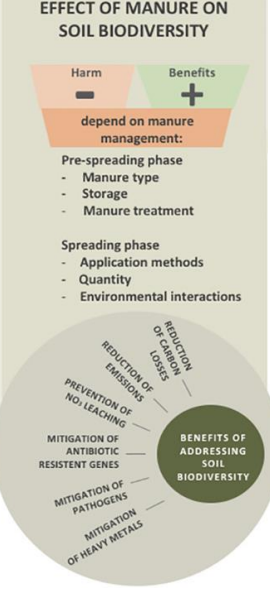 EFFECT OF MANURE ON
SOIL BIODIVERSITY
Harm
Benefits
-
+
depend on manure
management:
Pre-spreading phase
- Manure type
- Storage
- Manure treatment
Spreading phase
- Application methods
- Quantity
- Environmental interactions
REDUCTION
OF CARBON
LOSSES
REDUCTION OF
EMISSIONS
PREVENTION OF
NO₃ LEACHING
MITIGATION OF
ANTIBIOTIC
RESISTENT GENES
MITIGATION OF
PATHOGENS
MITIGATION
OF HEAVY METALS
BENEFITS OF
ADDRESSING
SOIL
BIODIVERSITY